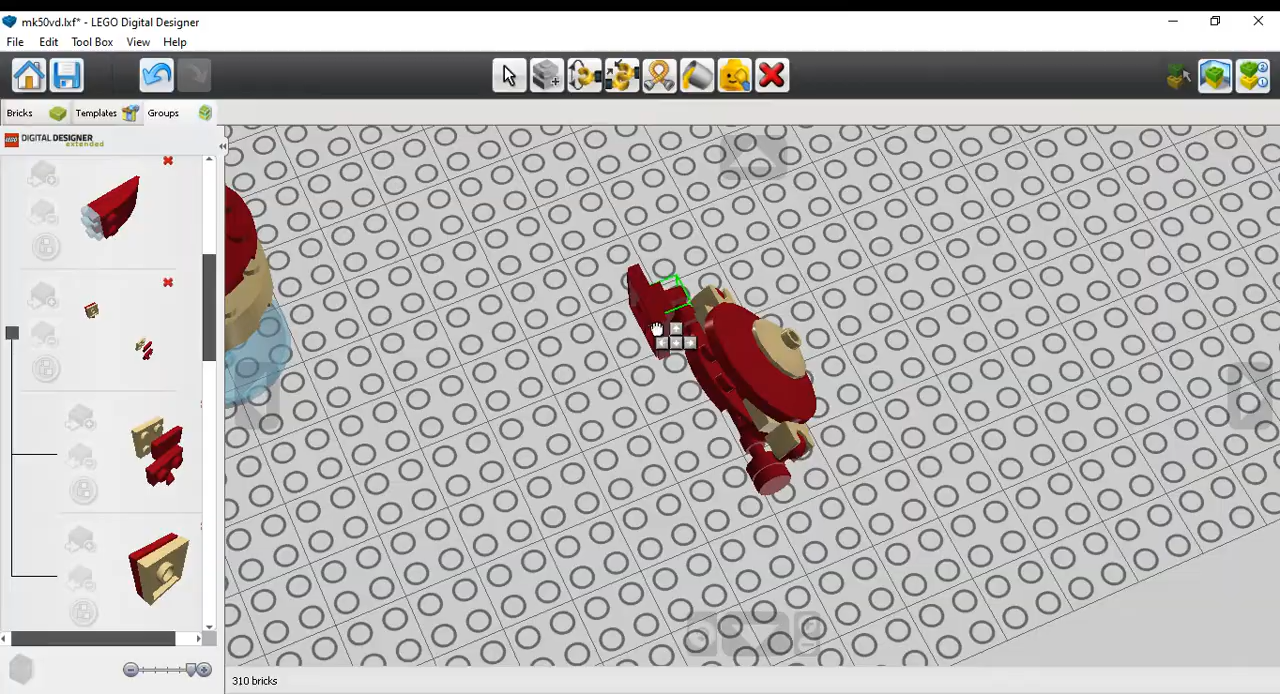 mk50vd.lxf* - LEGO Digital Designer
File Edit Tool Box View Help
Bricks Templates Groups
LEGO DIGITAL DESIGNER
extended
310 bricks